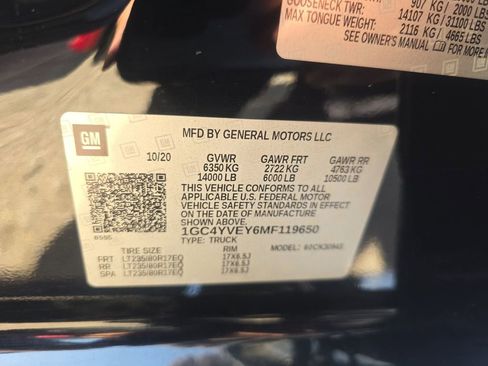 907 KG / 2000 LBS
GOOSENECK TWR:
14107 KG / 31100 LBS
MAX TONGUE WEIGHT:
2116 KG / 4665 LBS
SEE OWNER'S MANUAL FOR MORE
GM
MFD BY GENERAL MOTORS LLC
10/20 GVWR GAWR FRT GAWR RR
6350 KG 2722 KG 4763 KG
14000 LB 6000 LB 10500 LB
THIS VEHICLE CONFORMS TO ALL
APPLICABLE U.S. FEDERAL MOTOR
VEHICLE SAFETY STANDARDS IN
EFFECT ON THE DATE OF
MANUFACTURE SHOWN ABOVE.
1GC4YVEY6MF119650
TYPE: TRUCK MODEL:
TIRE SIZE RIM
FRT LT235/80R17EQ 17X6.5J
RR LT235/80R17EQ 17X6.5J
SPA LT235/80R17EQ 17X6.5J